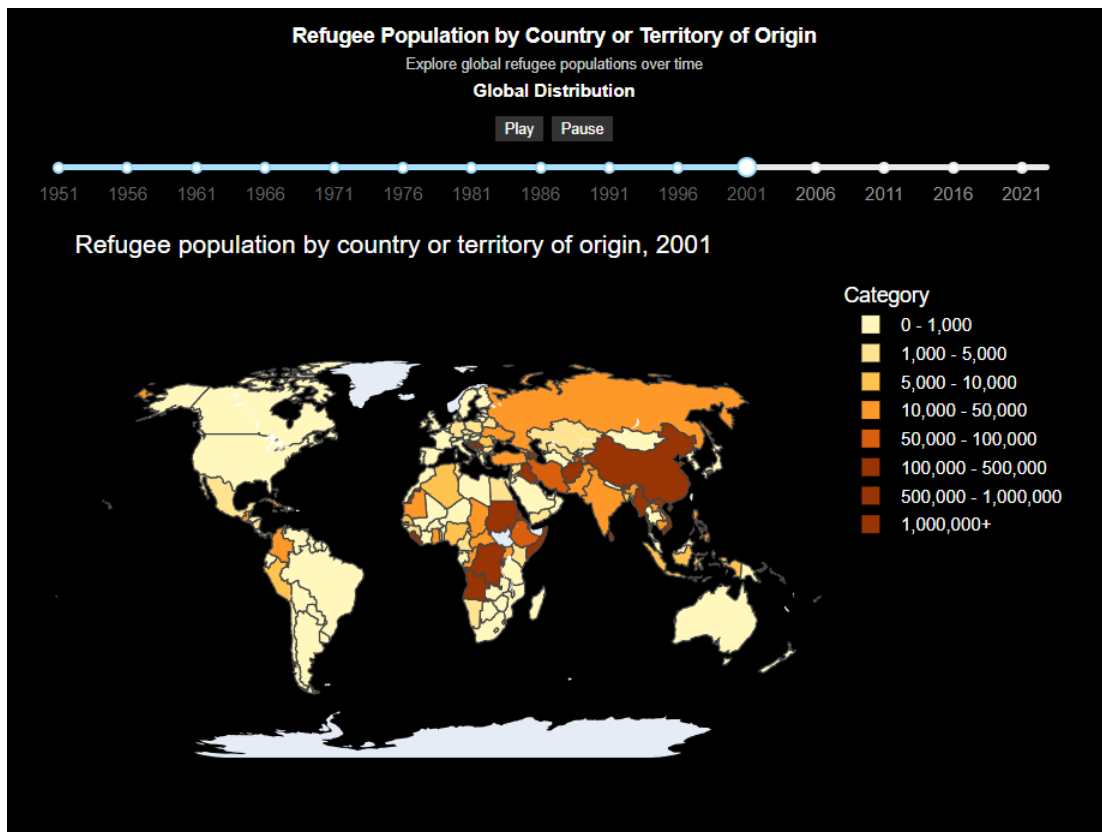 Refugee Population by Country or Territory of Origin
Explore global refugee populations over time
Global Distribution
Play Pause
1951 1956 1961 1966 1971 1976 1981 1986 1991 1996 2001 2006 2011 2016 2021
Refugee population by country or territory of origin, 2001
Category
0 - 1,000
1,000 - 5,000
5,000 - 10,000
10,000 - 50,000
50,000 - 100,000
100,000 - 500,000
500,000 - 1,000,000
1,000,000+